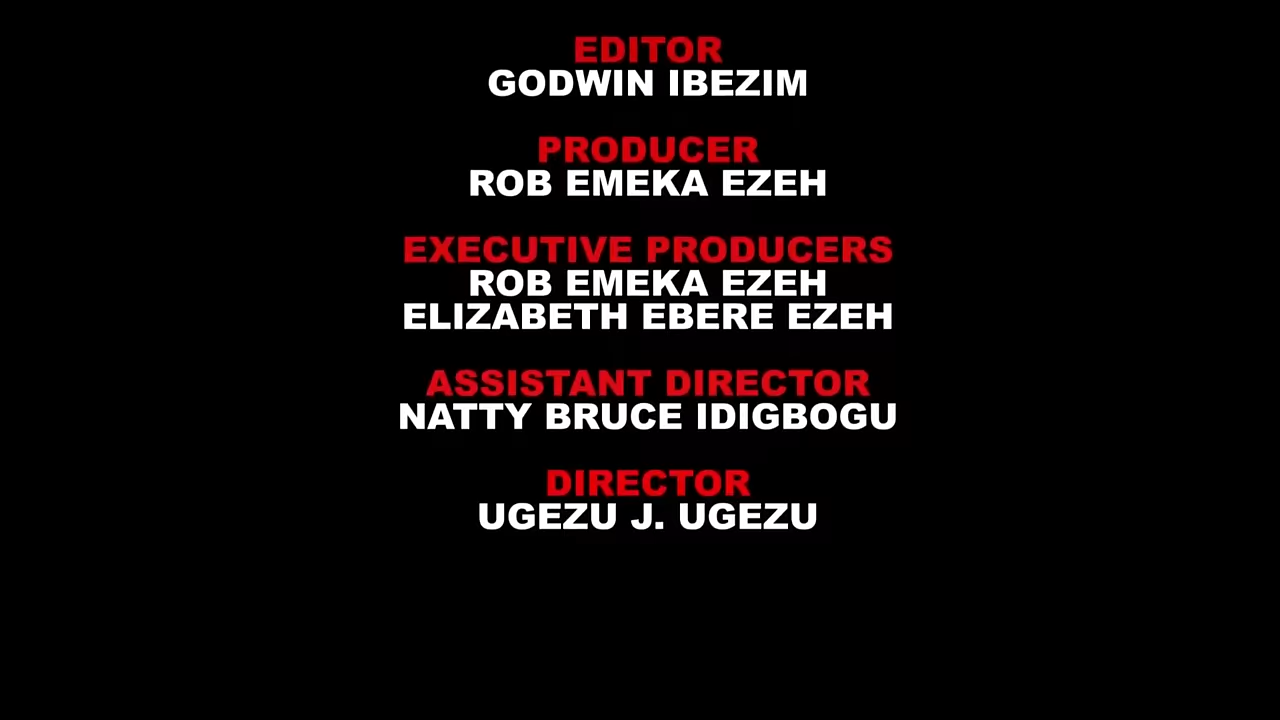 EDITOR
GODWIN IBEZIM
PRODUCER
ROB EMEKA EZEH
EXECUTIVE PRODUCERS
ROB EMEKA EZEH
ELIZABETH EBERE EZEH
ASSISTANT DIRECTOR
NATTY BRUCE IDIGBOGU
DIRECTOR
UGEZU J. UGEZU